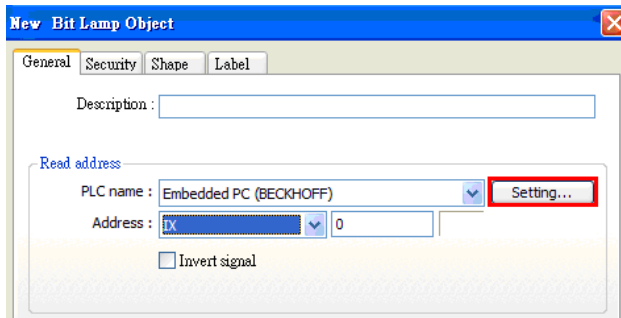 New Bit Lamp Object
General Security Shape Label
Description :
Read address
PLC name : Embedded PC (BECKHOFF) Setting...
Address : IX 0
Invert signal